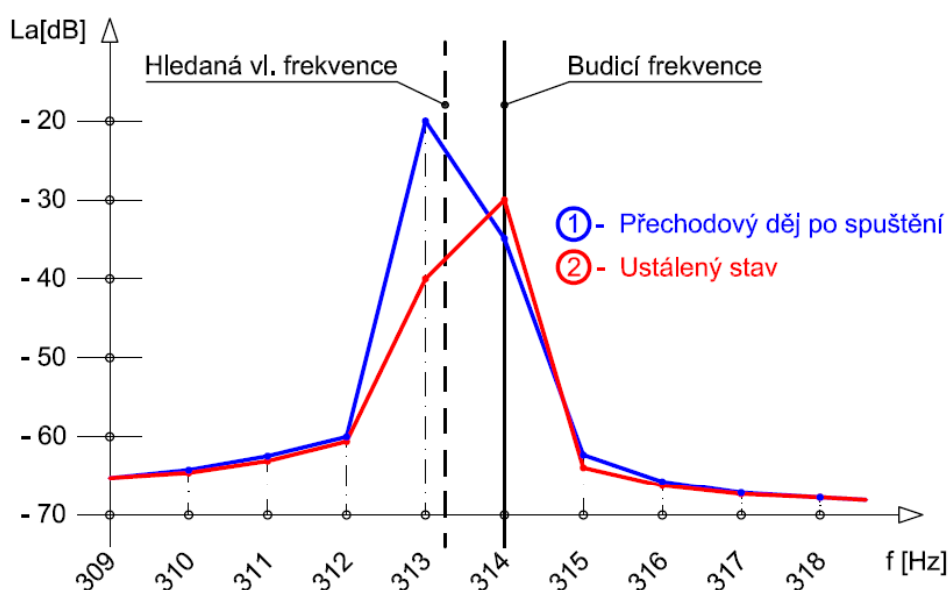 La[dB]
Hledaná vl. frekvence
Budicí frekvence
- 20
- 30
- 40
- 50
- 60
- 70
1 - Přechodový děj po spuštění
2 - Ustálený stav
309
310
311
312
313
314
315
316
317
318
f [Hz]